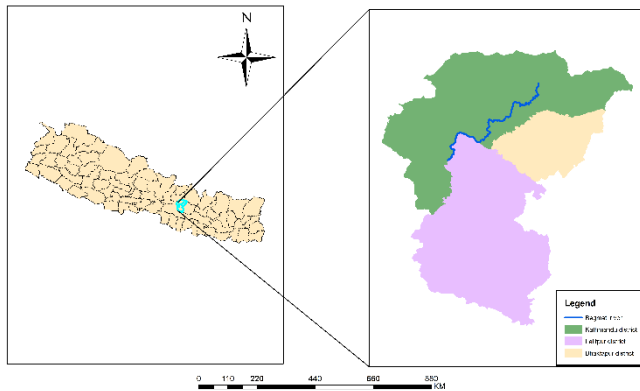 N
Legend
Bagmati river
Kathmandu district
Lalitpur district
Bhaktapur district
0 110 220 440 660 880
KM